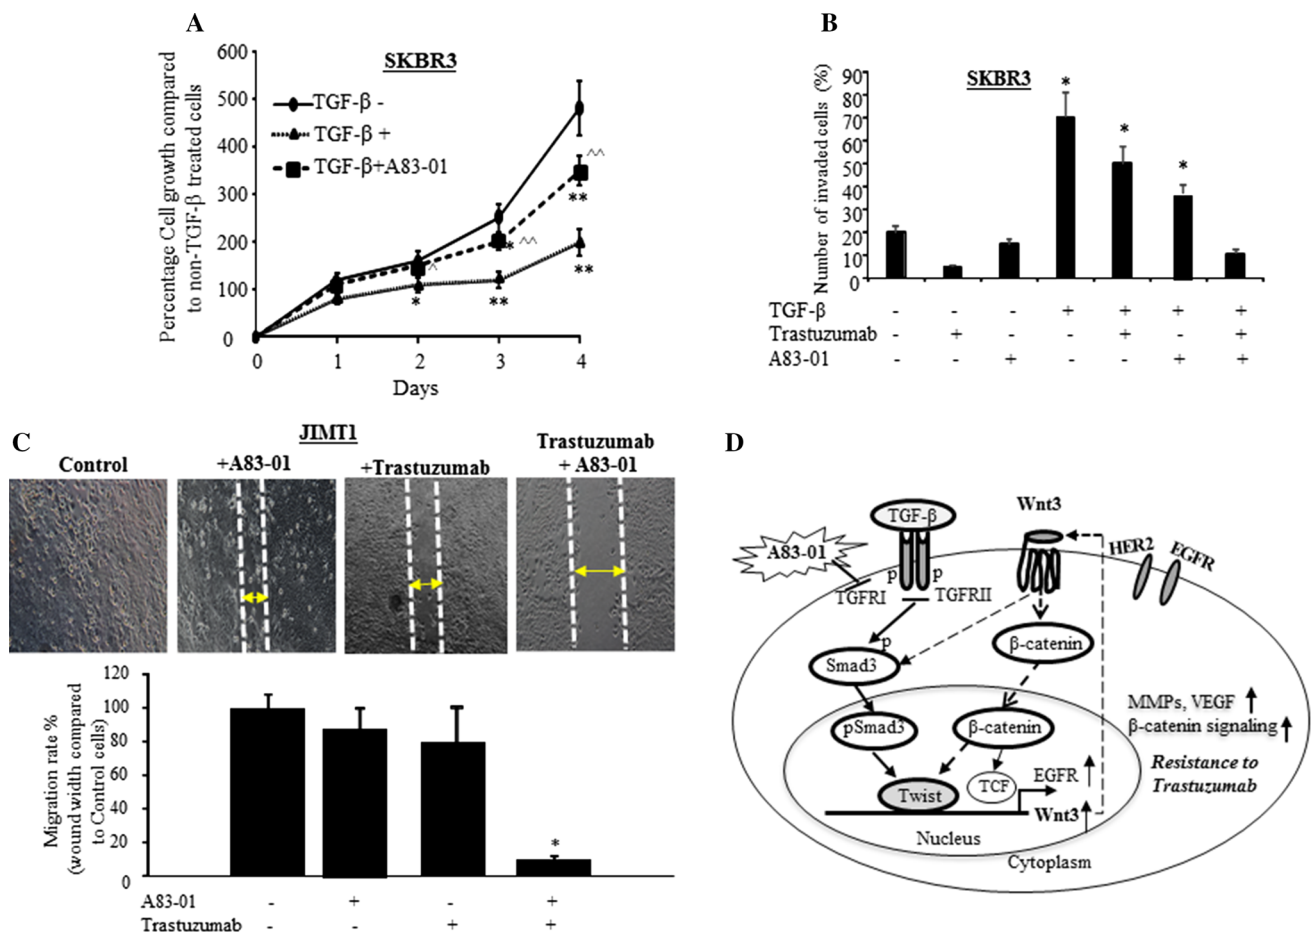 A
SKBR3
Percentage Cell growth compared
to non-TGF-β treated cells
600
500
400
300
200
100
0
TGF-β -
TGF-β +
TGF-β+A83-01
^^
**
* ^^
^
*
**
**
0 1 2 3 4
Days
B
SKBR3
Number of invaded cells (%)
90
80
70
60
50
40
30
20
10
0
*
*
*
TGF-β - - - + + + +
Trastuzumab - + - - + - +
A83-01 - - + - - + +
C
JIMT1
Control
+A83-01
+Trastuzumab
Trastuzumab
+ A83-01
Migration rate %
(wound width compared
to Control cells)
120
100
80
60
40
20
0
*
A83-01 - + - +
Trastuzumab - - + +
D
TGF-β
Wnt3
A83-01
HER2
EGFR
p
p
TGFRI
TGFRII
p
Smad3
β-catenin
MMPs, VEGF
β-catenin signaling
pSmad3
β-catenin
Resistance to
Trastuzumab
EGFR
TCF
Twist
Wnt3
Nucleus
Cytoplasm